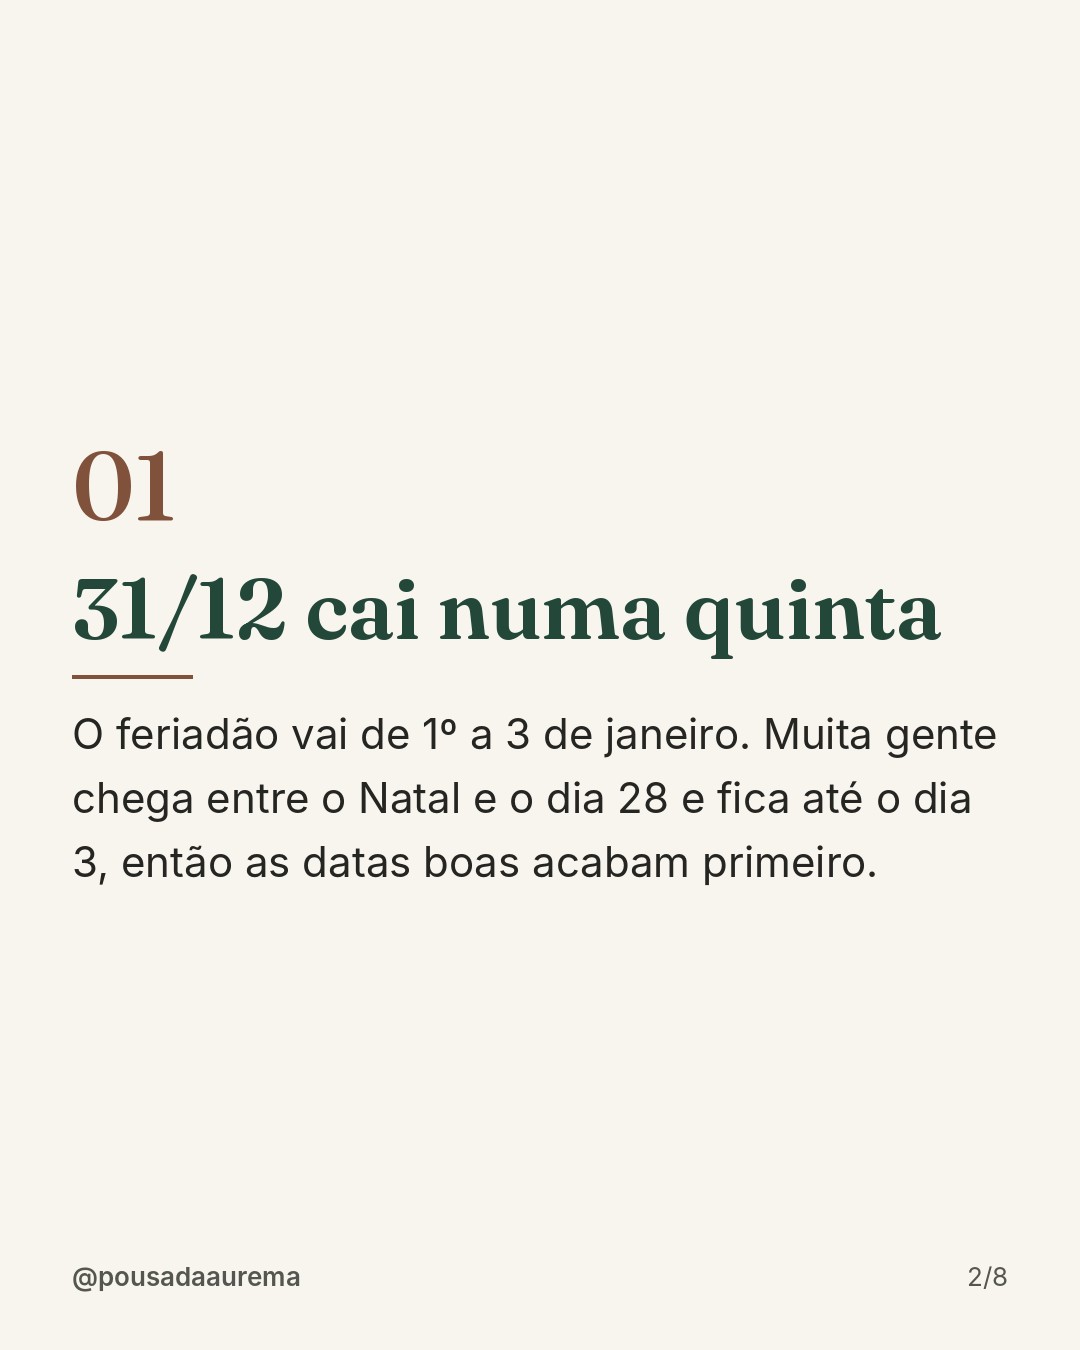 01
31/12 cai numa quinta
O feriadão vai de 1º a 3 de janeiro. Muita gente
chega entre o Natal e o dia 28 e fica até o dia
3, então as datas boas acabam primeiro.
@pousadaaurema
2/8